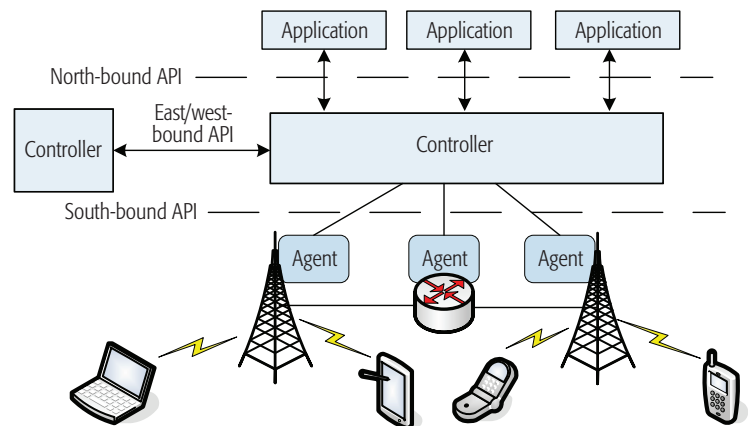 Application
Application
Application
North-bound API
East/west-
bound API
Controller
Controller
South-bound API
Agent
Agent
Agent